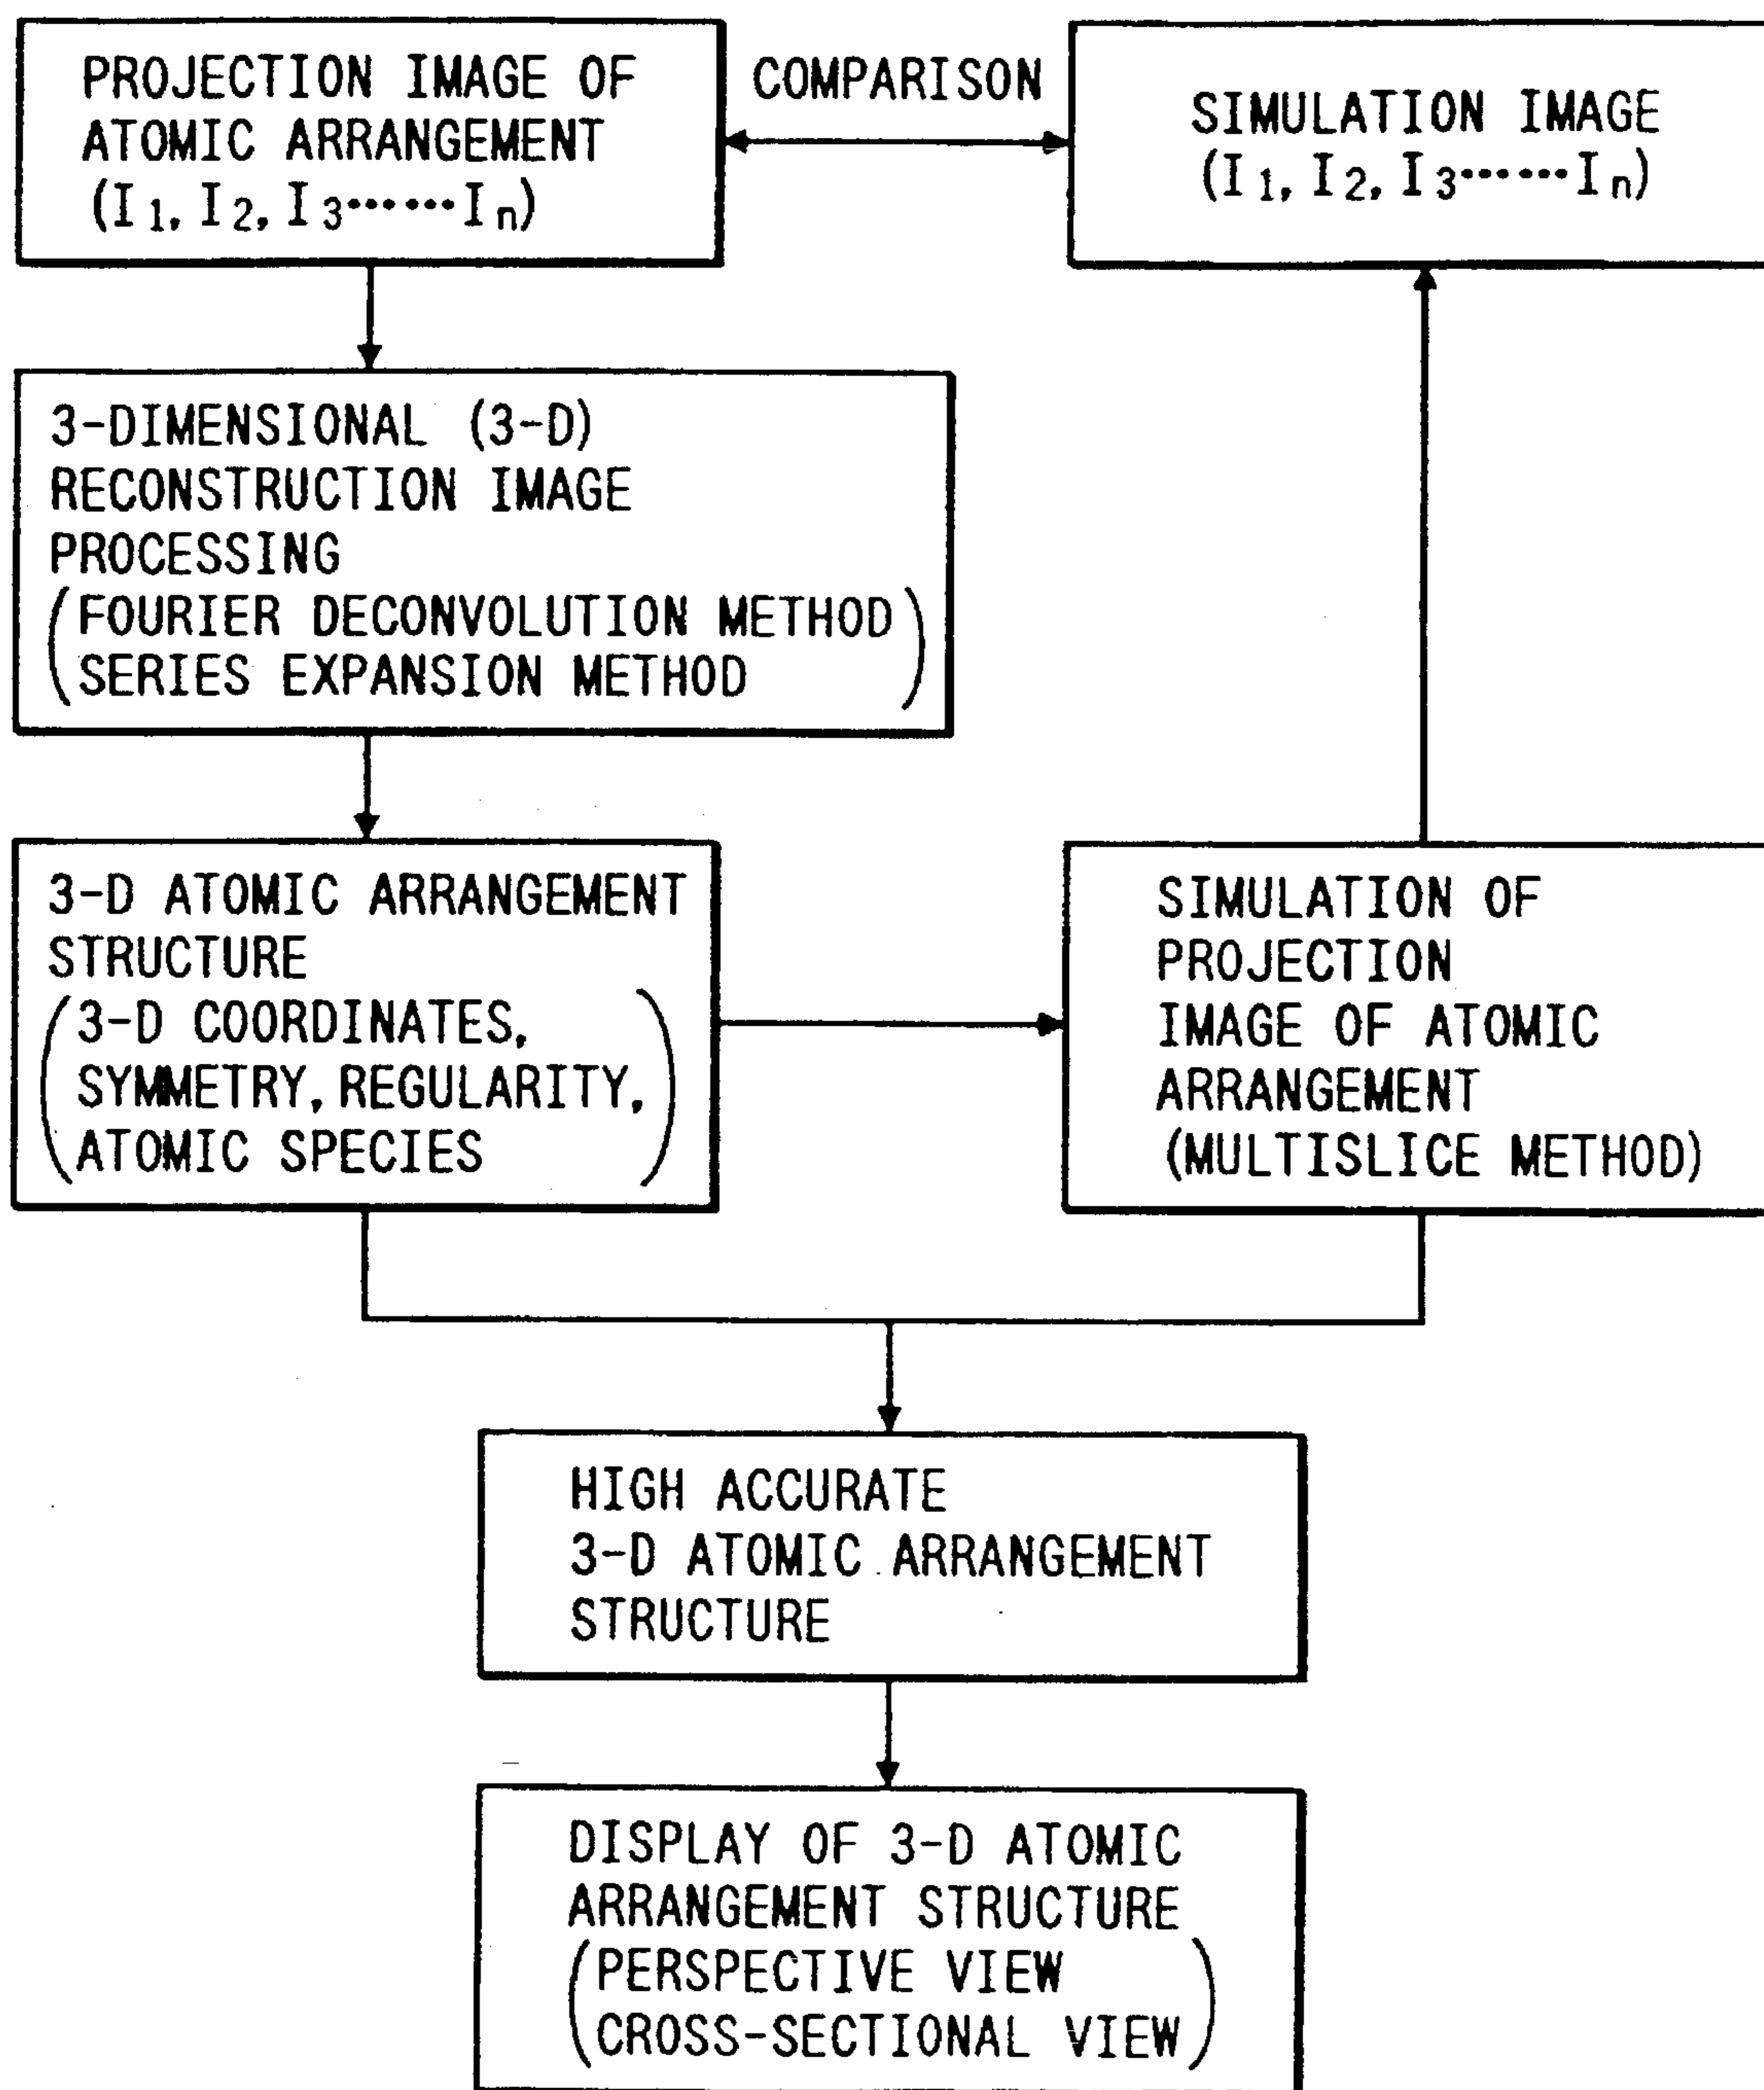 PROJECTION IMAGE OF
ATOMIC ARRANGEMENT
(I1, I2, I3‥‥‥In)
COMPARISON
SIMULATION IMAGE
(I1, I2, I3‥‥‥In)
3-DIMENSIONAL (3-D)
RECONSTRUCTION IMAGE
PROCESSING
(FOURIER DECONVOLUTION METHOD
SERIES EXPANSION METHOD)
3-D ATOMIC ARRANGEMENT
STRUCTURE
(3-D COORDINATES,
SYMMETRY, REGULARITY,
ATOMIC SPECIES)
SIMULATION OF
PROJECTION
IMAGE OF ATOMIC
ARRANGEMENT
(MULTISLICE METHOD)
HIGH ACCURATE
3-D ATOMIC ARRANGEMENT
STRUCTURE
DISPLAY OF 3-D ATOMIC
ARRANGEMENT STRUCTURE
(PERSPECTIVE VIEW
CROSS-SECTIONAL VIEW)